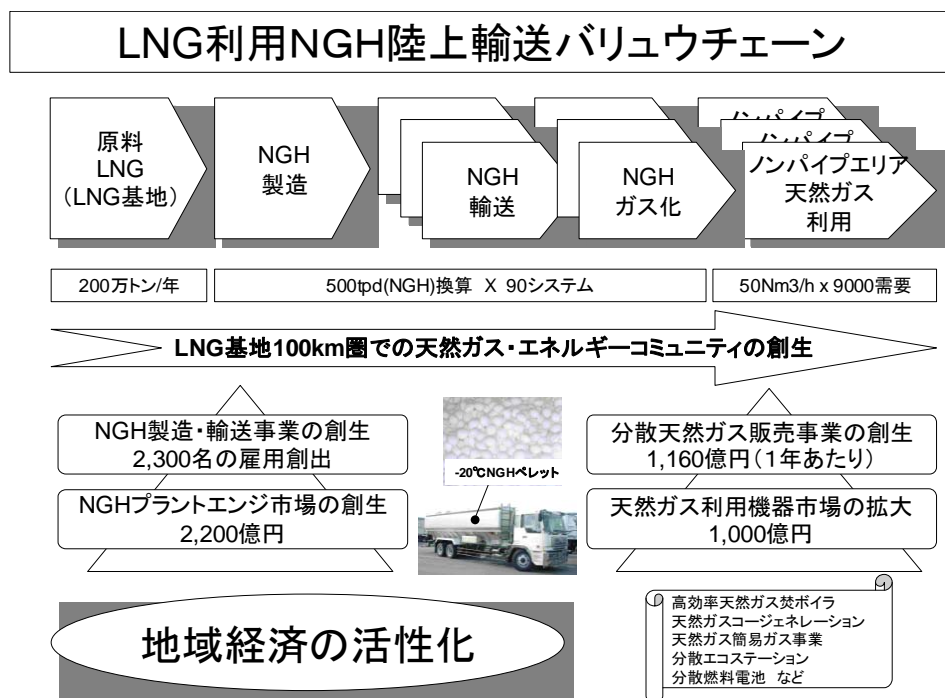 LNG利用NGH陸上輸送バリュウチェーン
原料
LNG
(LNG基地)
NGH
製造
NGH
輸送
NGH
ガス化
ノンパイプ
ノンパイプ
ノンパイプエリア
天然ガス
利用
200万トン/年
500tpd(NGH)換算 X 90システム
50Nm3/h x 9000需要
LNG基地100km圏での天然ガス・エネルギーコミュニティの創生
NGH製造・輸送事業の創生
2,300名の雇用創出
NGHプラントエンジ市場の創生
2,200億円
-20℃NGHペレット
分散天然ガス販売事業の創生
1,160億円(1年あたり)
天然ガス利用機器市場の拡大
1,000億円
地域経済の活性化
高効率天然ガス焚ボイラ
天然ガスコージェネレーション
天然ガス簡易ガス事業
分散エコステーション
分散燃料電池 など